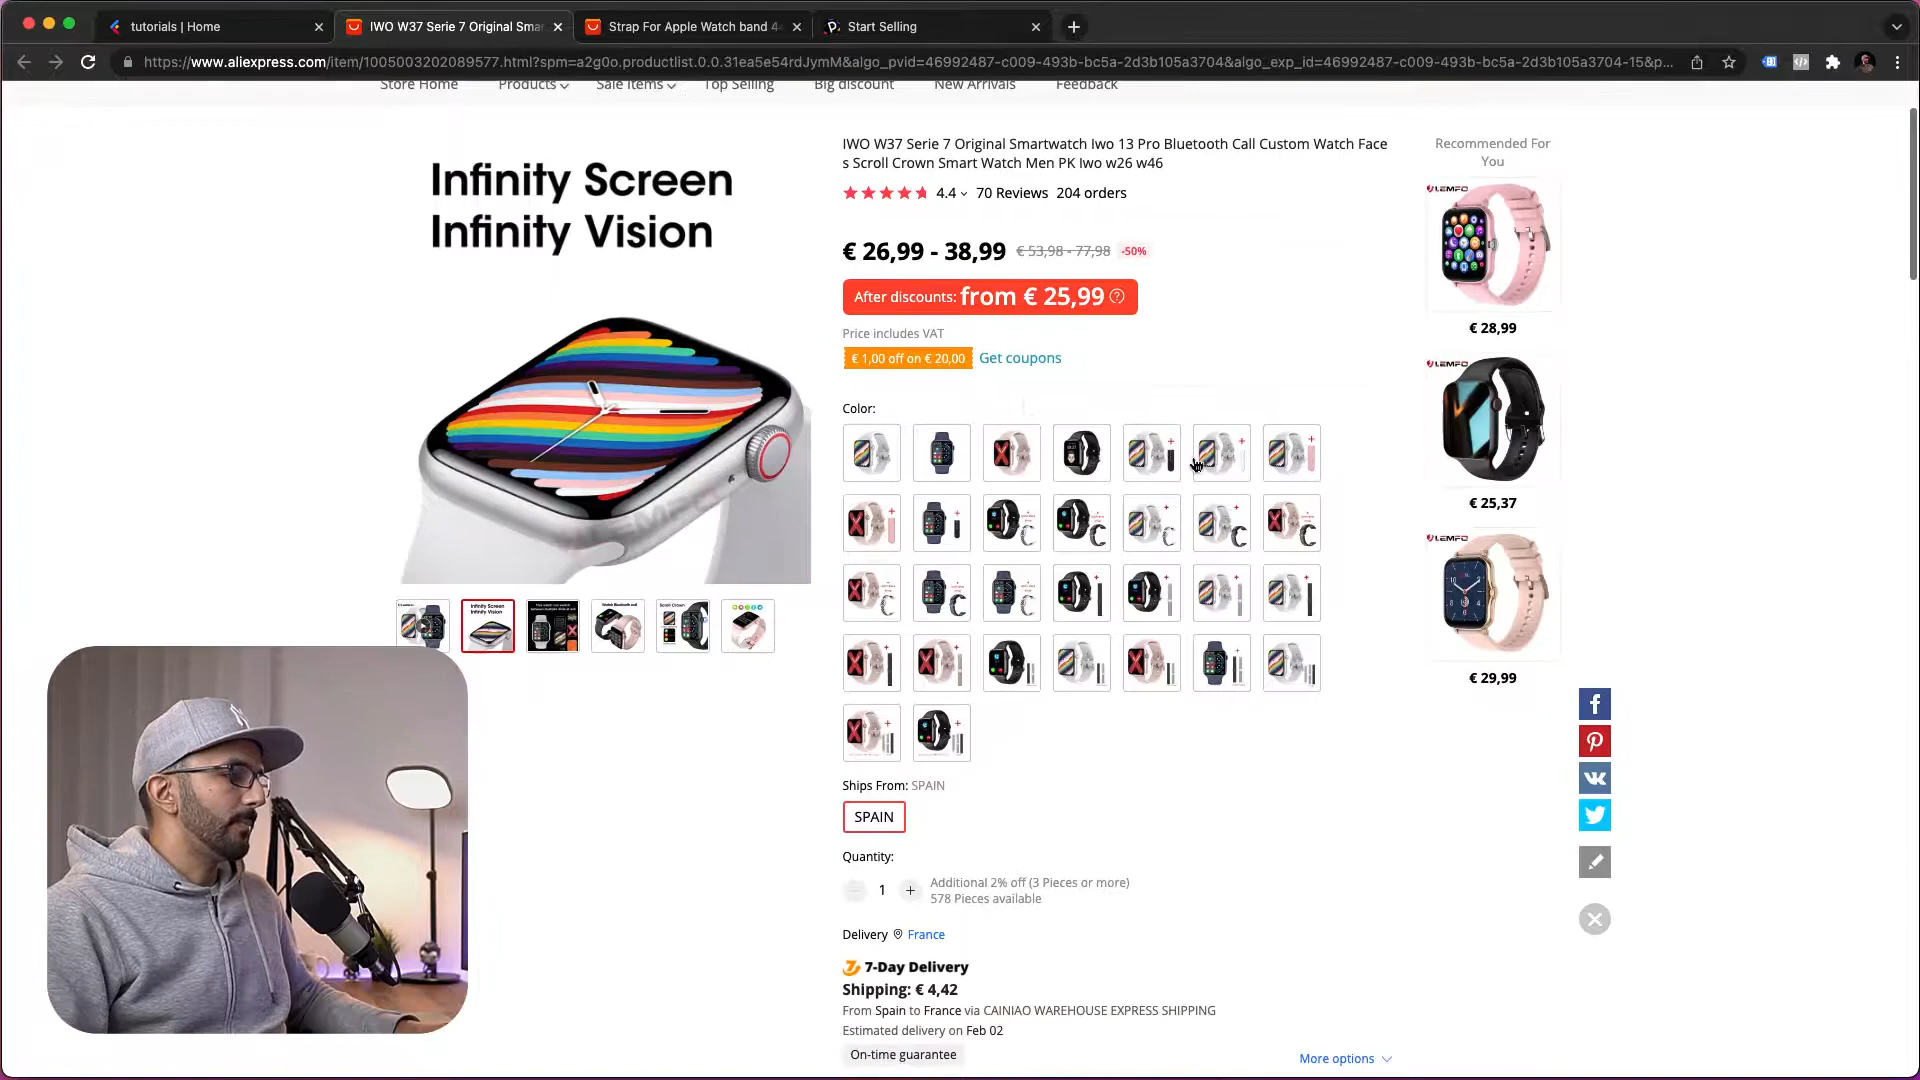 tutorials | Home
IWO W37 Serie 7 Original Smar
Strap For Apple Watch band 4
Start Selling
https://www.aliexpress.com/item/1005003202089577.html?spm=a2g0o.productlist.0.0.31ea5e54rdJymM&algo_pvid=46992487-c009-493b-bc5a-2d3b105a3704&algo_exp_id=46992487-c009-493b-bc5a-2d3b105a3704-15&p...
Store Home
Products
Sale Items
Top Selling
Big discount
New Arrivals
Feedback
Infinity Screen
Infinity Vision
IWO W37 Serie 7 Original Smartwatch Iwo 13 Pro Bluetooth Call Custom Watch Face
s Scroll Crown Smart Watch Men PK Iwo w26 w46
4.4 70 Reviews 204 orders
€ 26,99 - 38,99 € 53,98 - 77,98 -50%
After discounts: from € 25,99
Price includes VAT
€ 1,00 off on € 20,00 Get coupons
Color:
Ships From: SPAIN
SPAIN
Quantity:
1
Additional 2% off (3 Pieces or more)
578 Pieces available
Delivery France
7-Day Delivery
Shipping: € 4,42
From Spain to France via CAINIAO WAREHOUSE EXPRESS SHIPPING
Estimated delivery on Feb 02
On-time guarantee
More options
Recommended For
You
LEMFO
€ 28,99
LEMFO
€ 25,37
LEMFO
€ 29,99